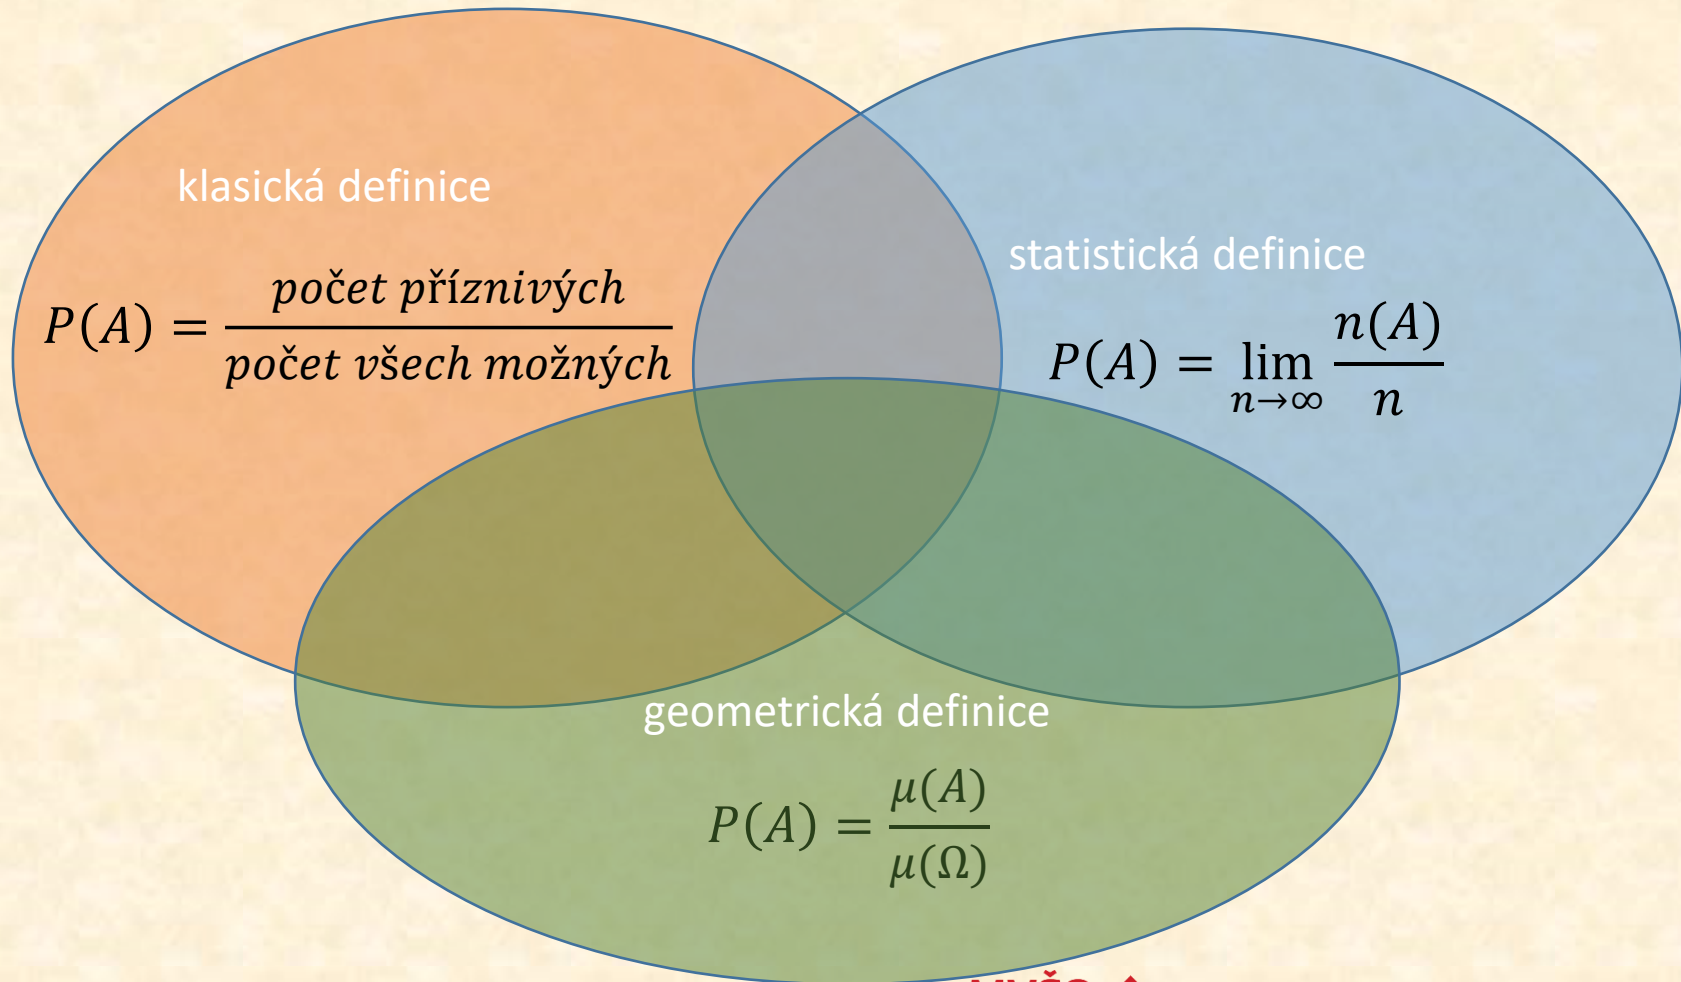 klasická definice
P(A) = počet příznivých / počet všech možných
statistická definice
P(A) = lim n→∞ n(A) / n
geometrická definice
P(A) = μ(A) / μ(Ω)